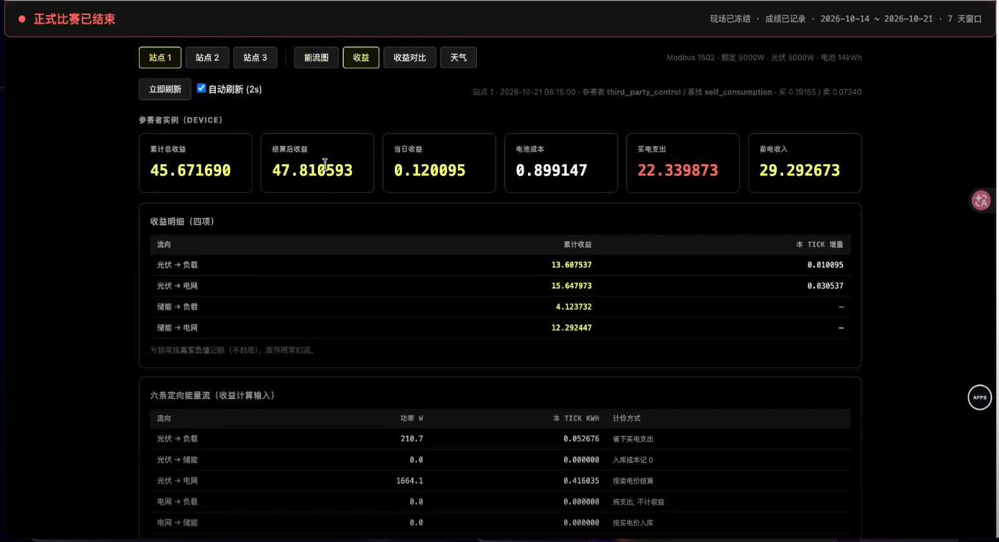 正式比赛已结束
现场已冻结 · 成绩已记录 · 2026-10-14 ~ 2026-10-21 · 7 天窗口
站点 1 站点 2 站点 3 能流图 收益 收益对比 天气
Modbus 1502 · 额定 5000W · 光伏 5000W · 电池 14kWh
立即刷新 自动刷新 (2s)
站点 1 · 2026-10-21 08:15:00 · 参赛者 third_party_control / 基线 self_consumption · 买 0.19165 / 卖 0.07340
参赛者实例 (DEVICE)
累计总收益 结算后收益 当日收益 电池成本 买电支出 卖电收入
45.671690 47.810593 0.120095 0.899147 22.339873 29.292673
收益明细（四项）
流向 累计收益 本 TICK 增量
光伏 → 负载 13.607537 0.010095
光伏 → 电网 15.647973 0.030537
储能 → 负载 4.123732 —
储能 → 电网 12.292447 —
亏损笔按真实负值记账（不封底），库存照常扣减。
六条定向能量流（收益计算输入）
流向 功率 W 本 TICK KWH 计价方式
光伏 → 负载 210.7 0.052676 省下买电支出
光伏 → 储能 0.0 0.000000 入库成本记 0
光伏 → 电网 1664.1 0.416035 按卖电价结算
电网 → 负载 0.0 0.000000 纯支出, 不计收益
电网 → 储能 0.0 0.000000 按买电价入库
APPS